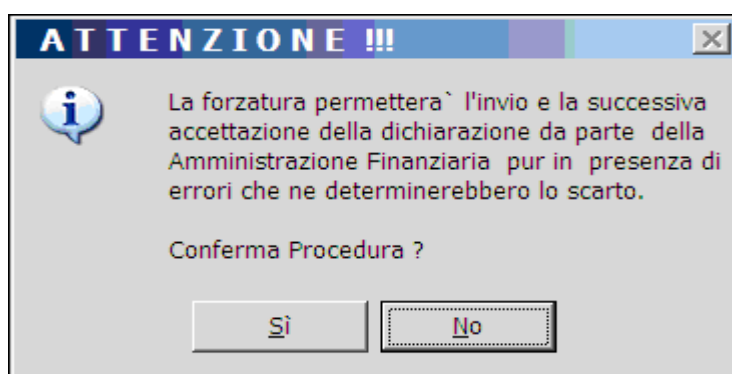 ATTENZIONE !!!
La forzatura permettera` l'invio e la successiva
accettazione della dichiarazione da parte  della
Amministrazione Finanziaria  pur in  presenza di
errori che ne determinerebbero lo scarto.
Conferma Procedura ?
Sì
No